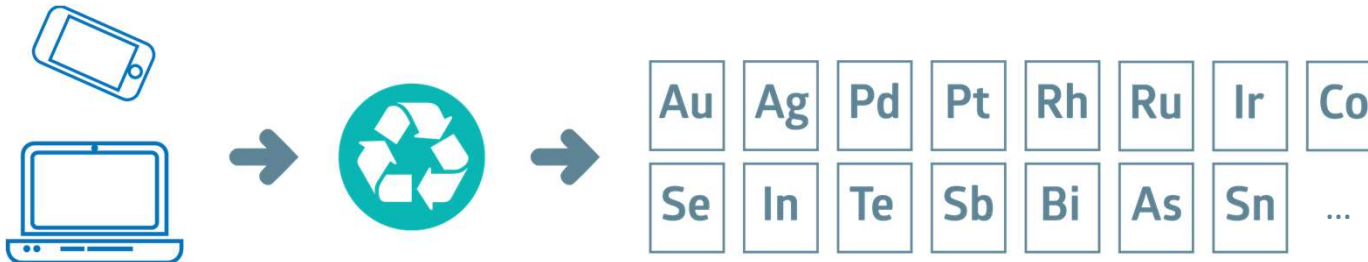 Au Ag Pd Pt Rh Ru Ir Co
Se In Te Sb Bi As Sn ...